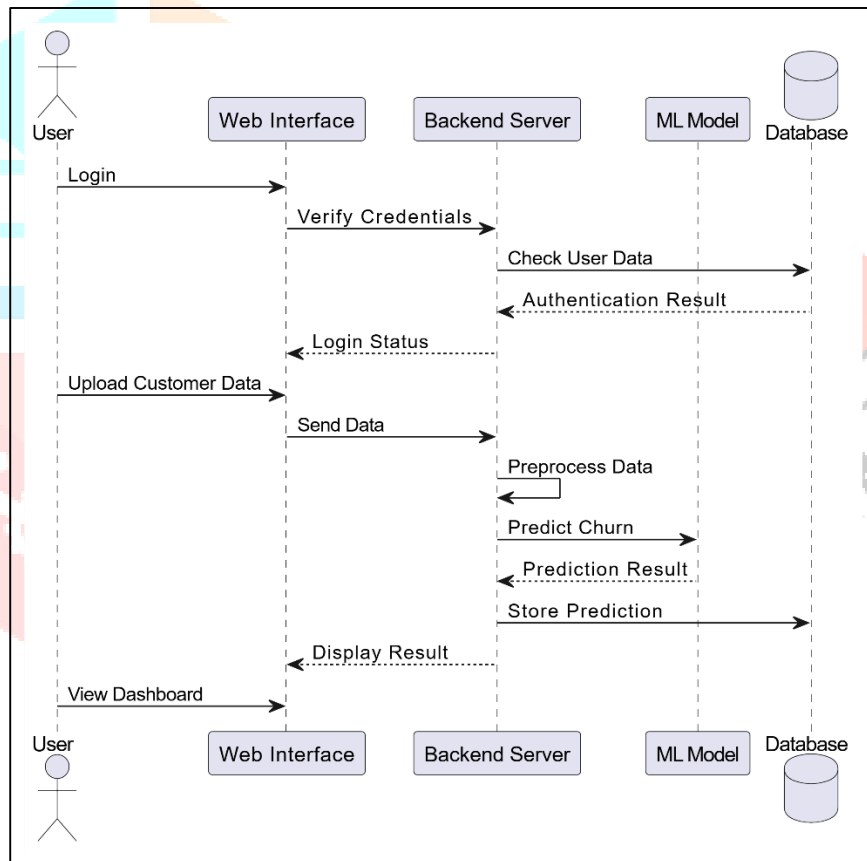 User
Web Interface
Backend Server
ML Model
Database
Login
Verify Credentials
Check User Data
Authentication Result
Login Status
Upload Customer Data
Send Data
Preprocess Data
Predict Churn
Prediction Result
Store Prediction
Display Result
View Dashboard
User
Web Interface
Backend Server
ML Model
Database